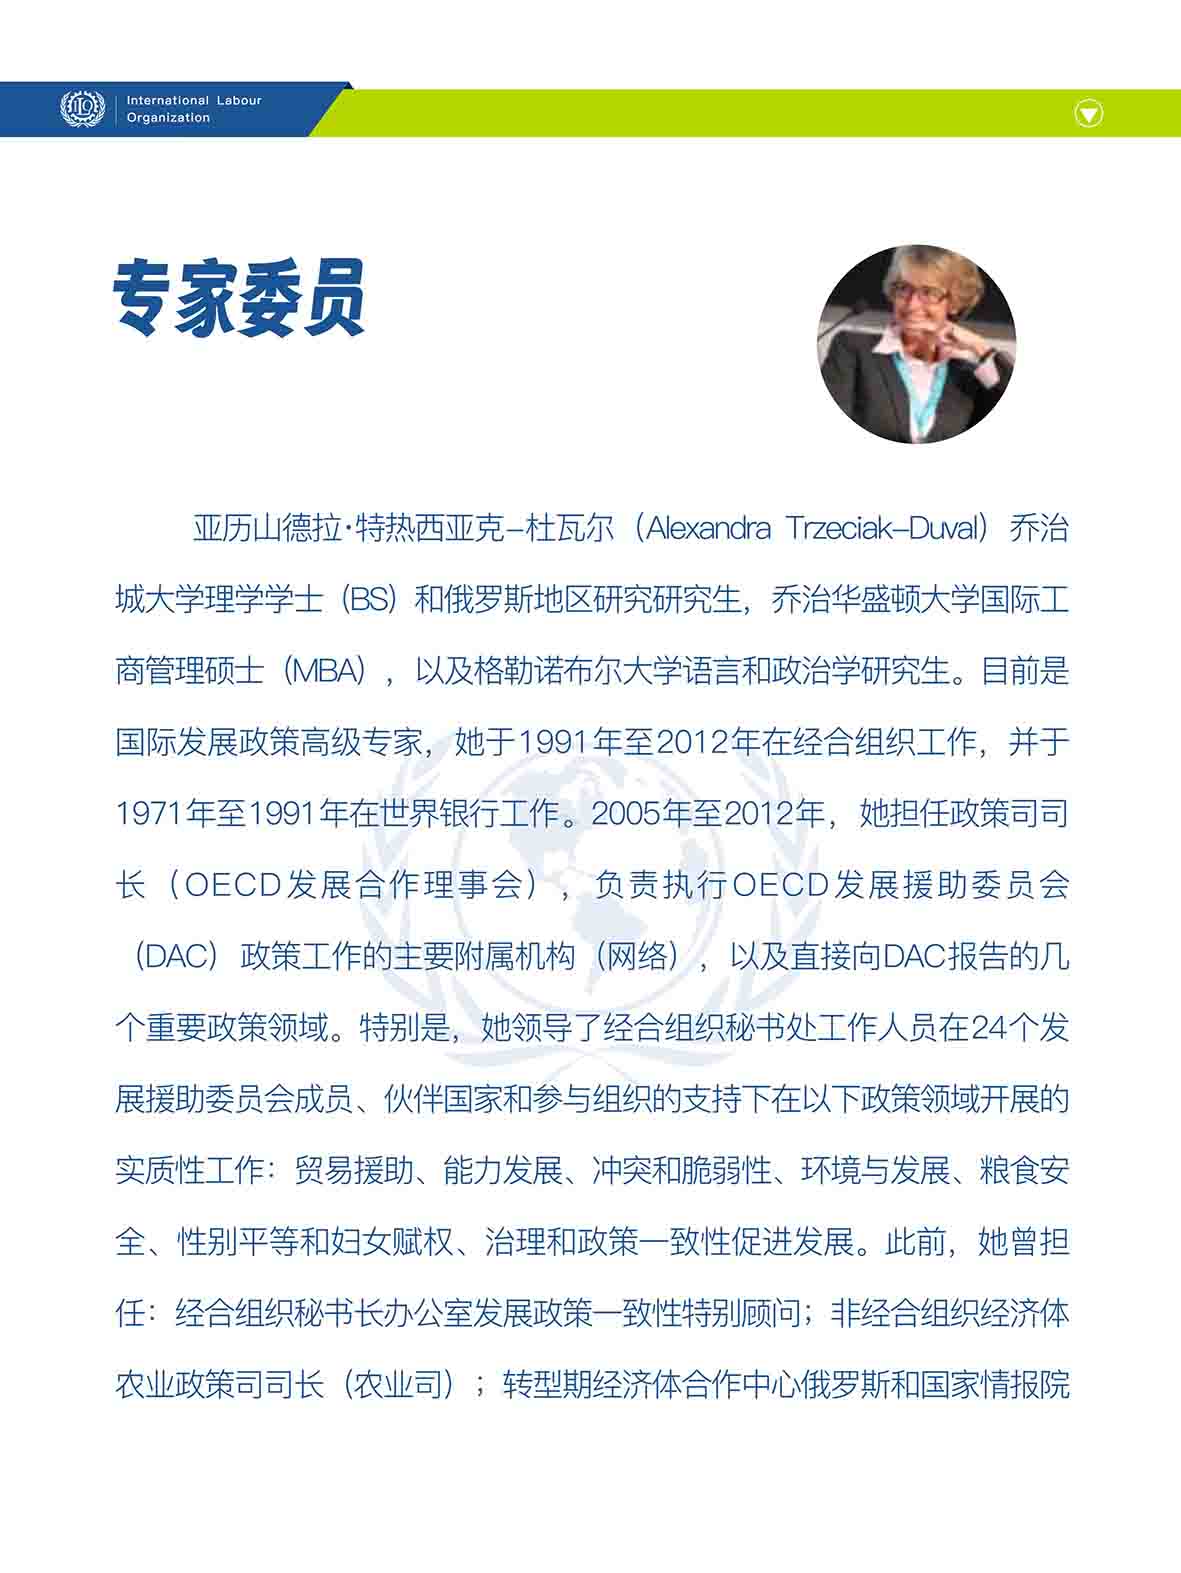 International Labour
Organization
专家委员
亚历山德拉·特热西亚克–杜瓦尔（Alexandra Trzeciak–Duval）乔治
城大学理学学士（BS）和俄罗斯地区研究研究生，乔治华盛顿大学国际工
商管理硕士（MBA），以及格勒诺布尔大学语言和政治学研究生。目前是
国际发展政策高级专家，她于1991年至2012年在经合组织工作，并于
1971年至1991年在世界银行工作。2005年至2012年，她担任政策司司
长（OECD发展合作理事会），负责执行OECD发展援助委员会
（DAC）政策工作的主要附属机构（网络），以及直接向DAC报告的几
个重要政策领域。特别是，她领导了经合组织秘书处工作人员在24个发
展援助委员会成员、伙伴国家和参与组织的支持下在以下政策领域开展的
实质性工作：贸易援助、能力发展、冲突和脆弱性、环境与发展、粮食安
全、性别平等和妇女赋权、治理和政策一致性促进发展。此前，她曾担
任：经合组织秘书长办公室发展政策一致性特别顾问；非经合组织经济体
农业政策司司长（农业司）；转型期经济体合作中心俄罗斯和国家情报院